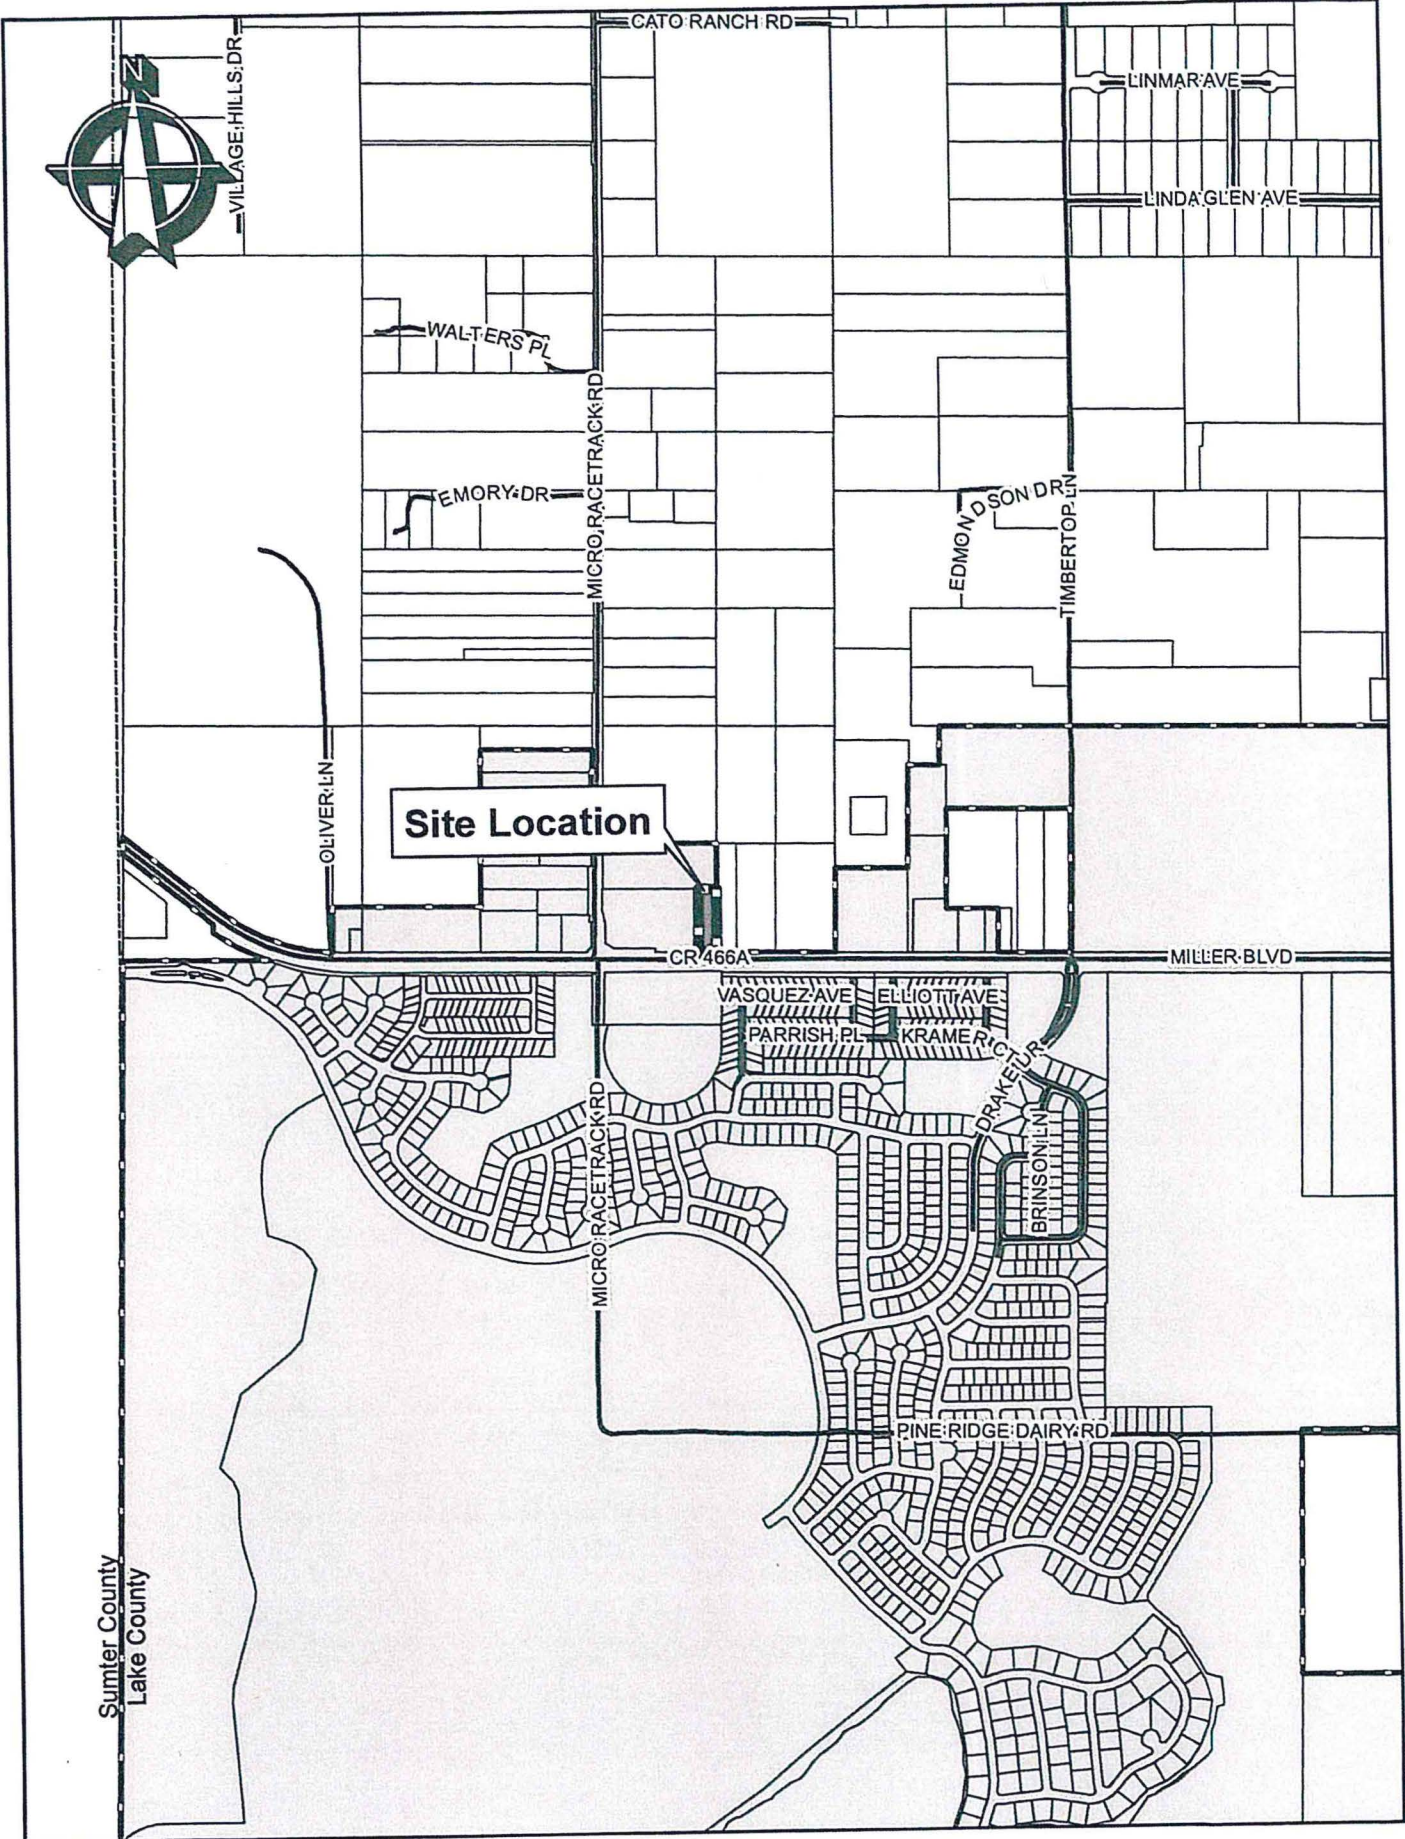 CATO RANCH RD
N
VILLAGE HILLS DR
LINMAR AVE
LINDA GLEN AVE
WALTERS PL
MICRO RACETRACK RD
EMORY DR
EDMONDSON DR
TIMBERTOP LN
OLIVER LN
Site Location
CR 466A
MILLER BLVD
VASQUEZ AVE
ELLIOTT AVE
PARRISH PL
KRAMER CT
DRAKE DR
BRINSON LN
MICRO RACETRACK RD
PINE RIDGE DAIRY RD
Sumter County
Lake County